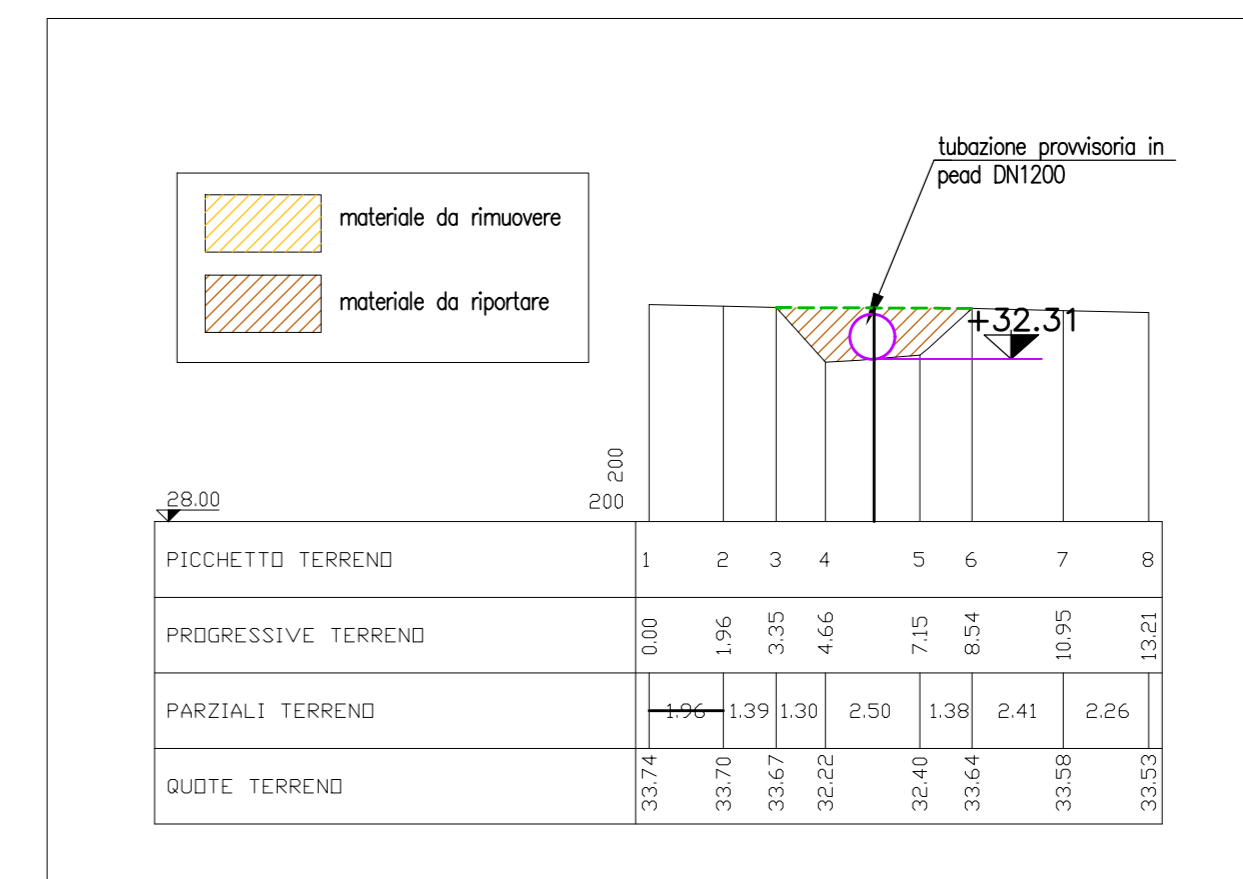 tubazione provvisoria in
pead DN1200
materiale da rimuovere
materiale da riportare
+32.31
200
200
28.00
PICCHETTO TERRENO 1 2 3 4 5 6 7 8
PROGRESSIVE TERRENO 0.00 1.96 3.35 4.66 7.15 8.54 10.95 13.21
PARZIALI TERRENO 1.96 1.39 1.30 2.50 1.38 2.41 2.26
QUOTE TERRENO 33.74 33.70 33.67 32.22 32.40 33.64 33.58 33.53